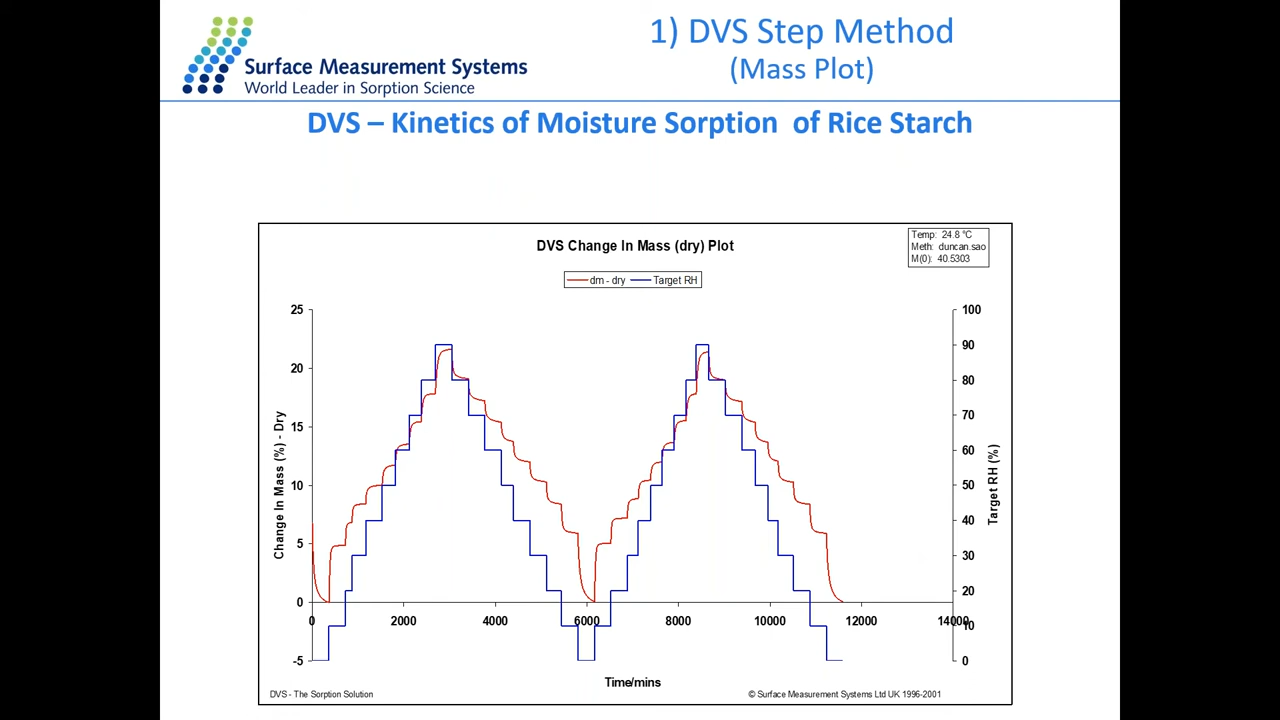 1) DVS Step Method
(Mass Plot)
Surface Measurement Systems
World Leader in Sorption Science
DVS – Kinetics of Moisture Sorption of Rice Starch
DVS Change In Mass (dry) Plot
Temp: 24.8 °C
Meth: duncan.sao
M(0): 40.5303
dm - dry
Target RH
25
20
15
10
5
0
-5
Change In Mass (%) - Dry
100
90
80
70
60
50
40
30
20
10
0
Target RH (%)
0 2000 4000 6000 8000 10000 12000 14000
Time/mins
DVS - The Sorption Solution
© Surface Measurement Systems Ltd UK 1996-2001